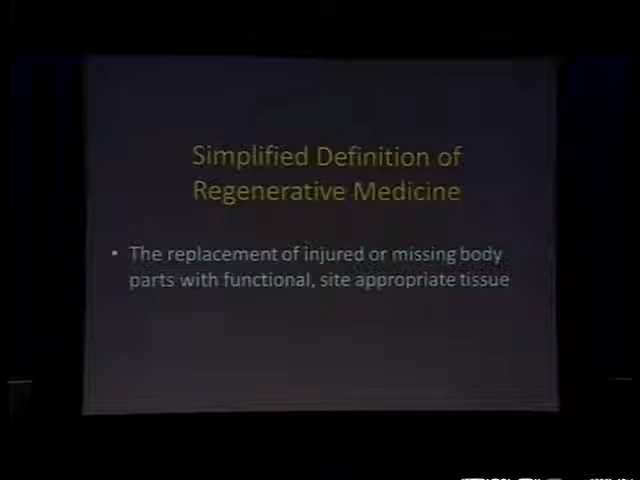 Simplified Definition of
Regenerative Medicine
• The replacement of injured or missing body
parts with functional, site appropriate tissue